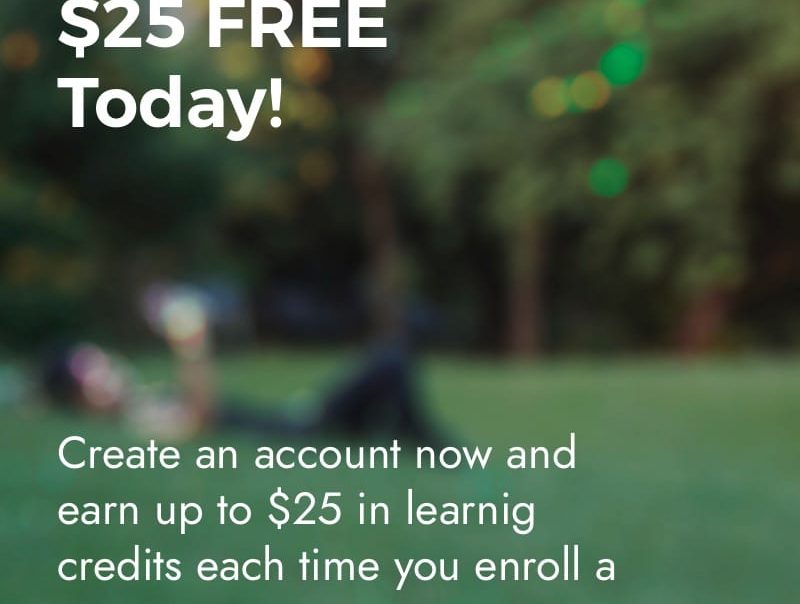 $25 FREE
Today!
Create an account now and
earn up to $25 in learnig
credits each time you enroll a